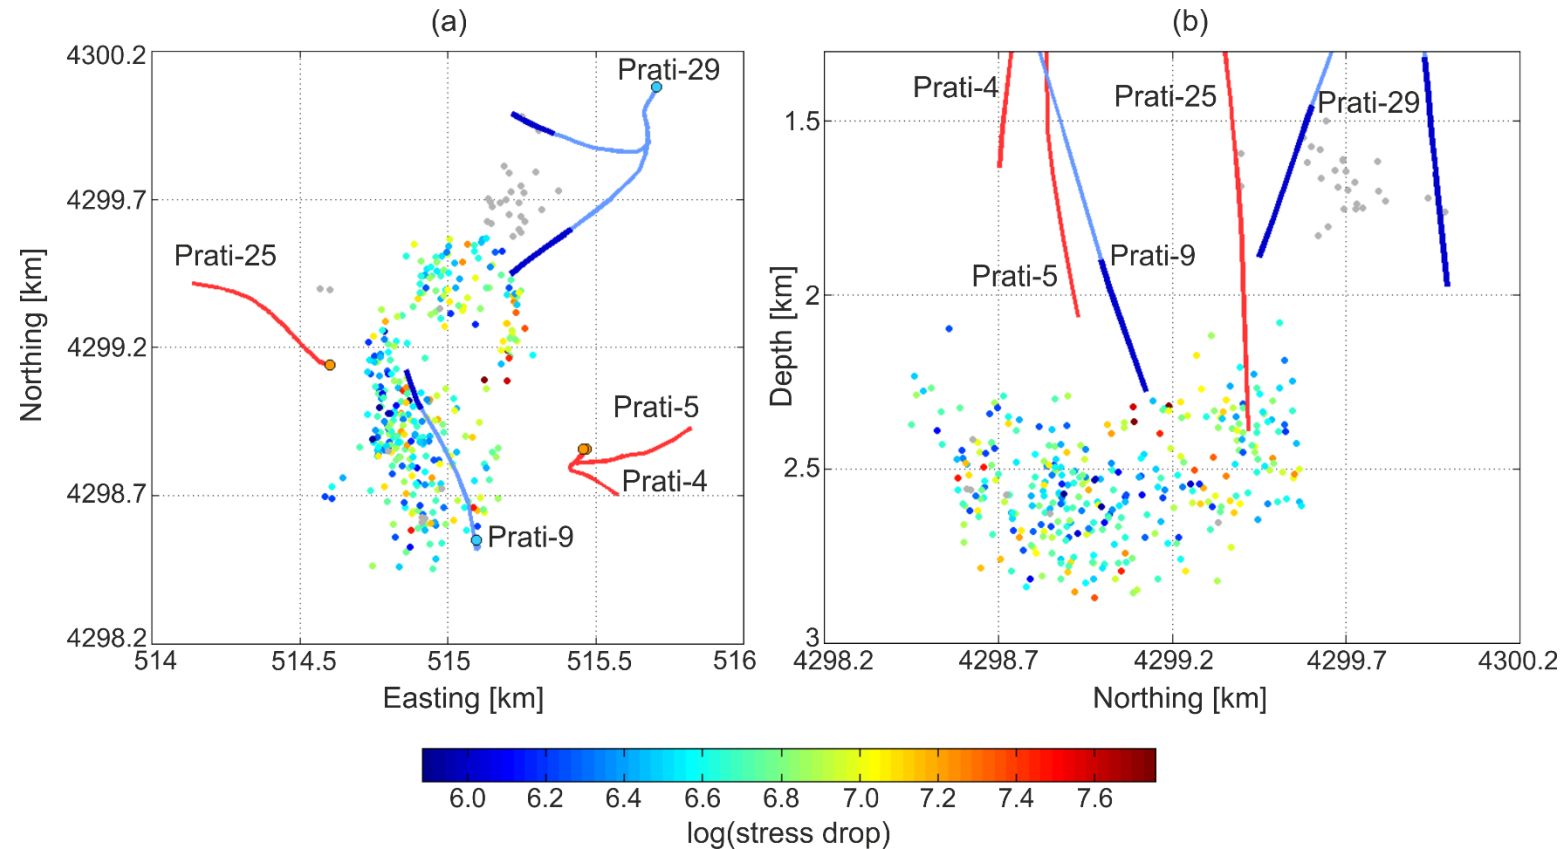 (a)
(b)
4300.2
4299.7
4299.2
4298.7
4298.2
Northing [km]
514
514.5
515
515.5
516
Easting [km]
Prati-29
Prati-25
Prati-5
Prati-4
Prati-9
1.5
2
2.5
3
Depth [km]
4298.2
4298.7
4299.2
4299.7
4300.2
Northing [km]
Prati-4
Prati-25
Prati-29
Prati-9
Prati-5
6.0
6.2
6.4
6.6
6.8
7.0
7.2
7.4
7.6
log(stress drop)